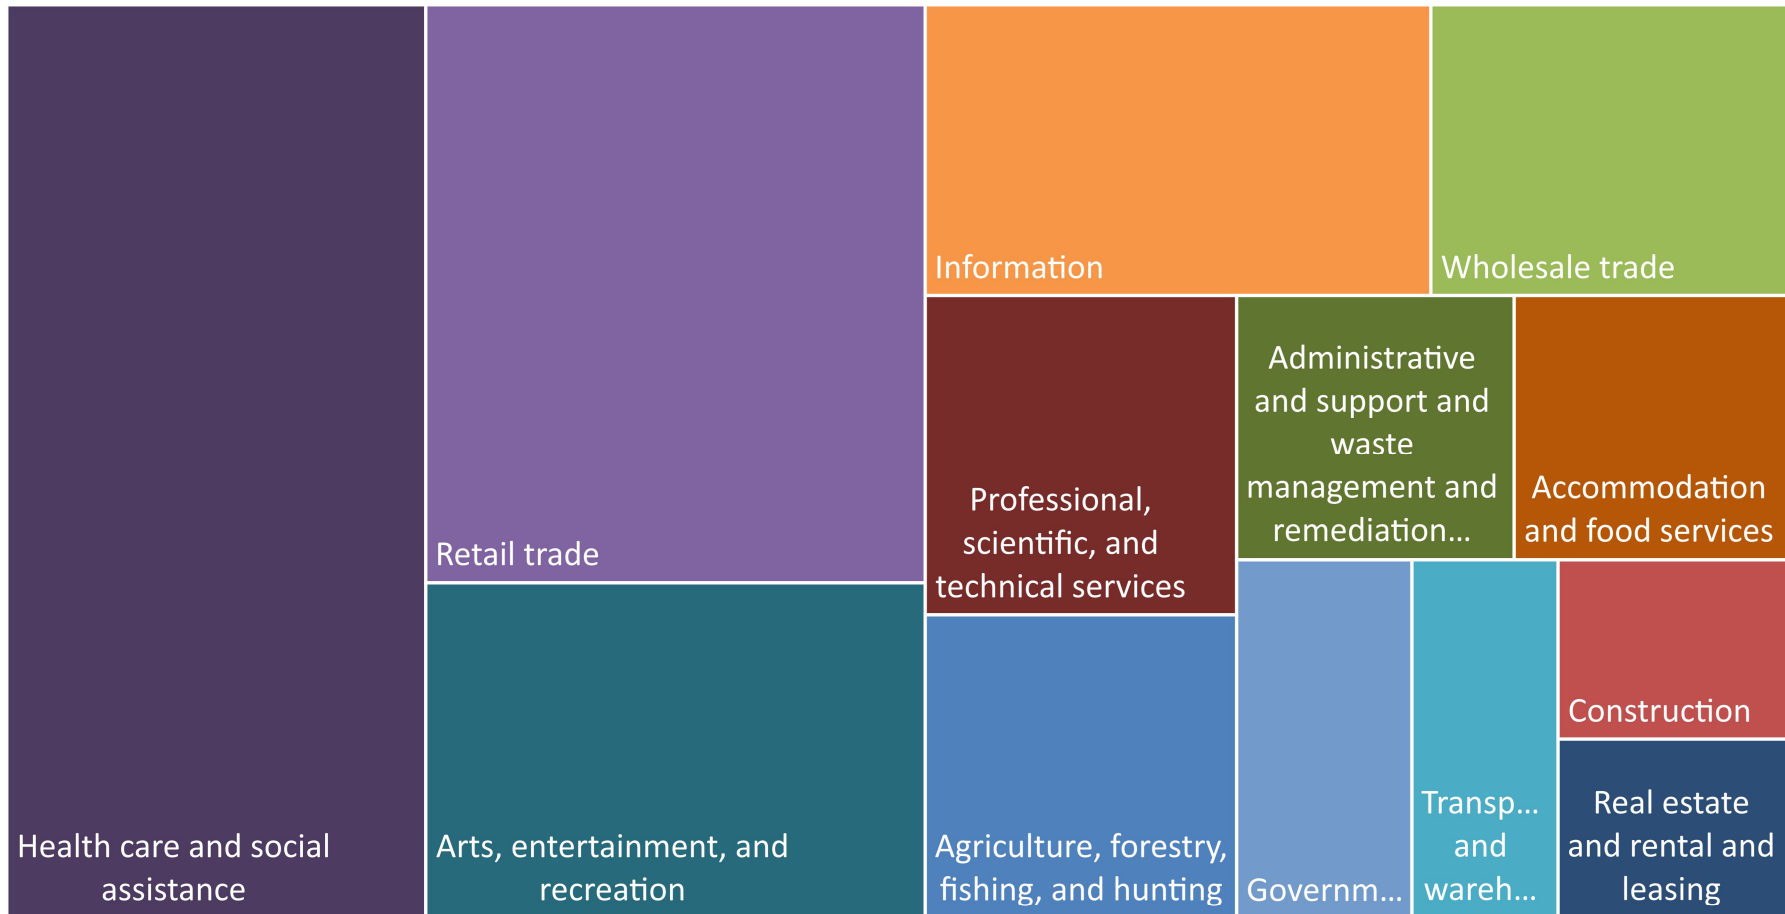 Health care and social
assistance
Retail trade
Arts, entertainment, and
recreation
Information
Wholesale trade
Professional,
scientific, and
technical services
Administrative
and support and
waste
management and
remediation...
Accommodation
and food services
Agriculture, forestry,
fishing, and hunting
Governm...
Transp...
and
wareh...
Construction
Real estate
and rental and
leasing